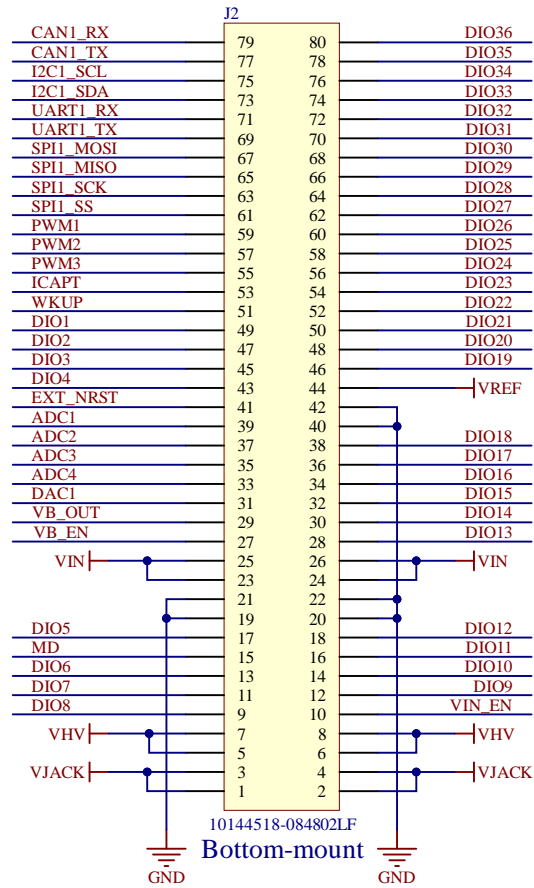 J2
CAN1_RX 79 80 DIO36
CAN1_TX 77 78 DIO35
I2C1_SCL 75 76 DIO34
I2C1_SDA 73 74 DIO33
UART1_RX 71 72 DIO32
UART1_TX 69 70 DIO31
SPI1_MOSI 67 68 DIO30
SPI1_MISO 65 66 DIO29
SPI1_SCK 63 64 DIO28
SPI1_SS 61 62 DIO27
PWM1 59 60 DIO26
PWM2 57 58 DIO25
PWM3 55 56 DIO24
ICAPT 53 54 DIO23
WKUP 51 52 DIO22
DIO1 49 50 DIO21
DIO2 47 48 DIO20
DIO3 45 46 DIO19
DIO4 43 44 VREF
EXT_NRST 41 42
ADC1 39 40
ADC2 37 38 DIO18
ADC3 35 36 DIO17
ADC4 33 34 DIO16
DAC1 31 32 DIO15
VB_OUT 29 30 DIO14
VB_EN 27 28 DIO13
VIN 25 26 VIN
23 24
21 22
19 20
DIO5 17 18 DIO12
MD 15 16 DIO11
DIO6 13 14 DIO10
DIO7 11 12 DIO9
DIO8 9 10 VIN_EN
VHV 7 8 VHV
5 6
VJACK 3 4 VJACK
1 2
10144518-084802LF
Bottom-mount
GND GND